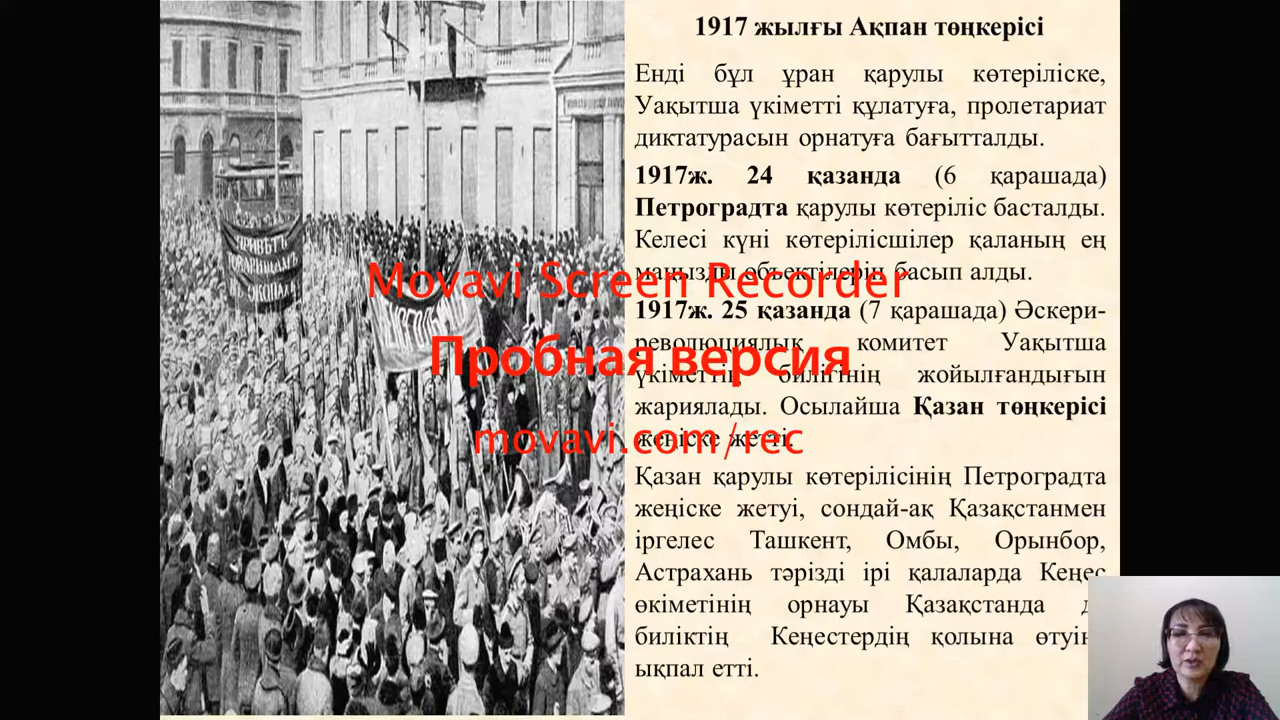 1917 жылғы Ақпан төңкерісі
Енді бұл ұран қарулы көтеріліске,
Уақытша үкіметті құлатуға, пролетариат
диктатурасын орнатуға бағытталды.
1917ж. 24 қазанда (6 қарашада)
Петроградта қарулы көтеріліс басталды.
Келесі күні көтерілісшілер қаланың ең
маңызды объектілерін басып алды.
1917ж. 25 қазанда (7 қарашада) Әскери-
революциялық комитет Уақытша
үкіметтің билігінің жойылғандығын
жариялады. Осылайша Қазан төңкерісі
жеңіске жетті.
Қазан қарулы көтерілісінің Петроградта
жеңіске жетуі, сондай-ақ Қазақстанмен
іргелес Ташкент, Омбы, Орынбор,
Астрахань тәрізді ірі қалаларда Кеңес
өкіметінің орнауы Қазақстанда
биліктің Кеңестердің қолына
ықпал етті.
Movavi Screen Recorder
Пробная версия
movavi.com/rec
ПРИВѢТЪ